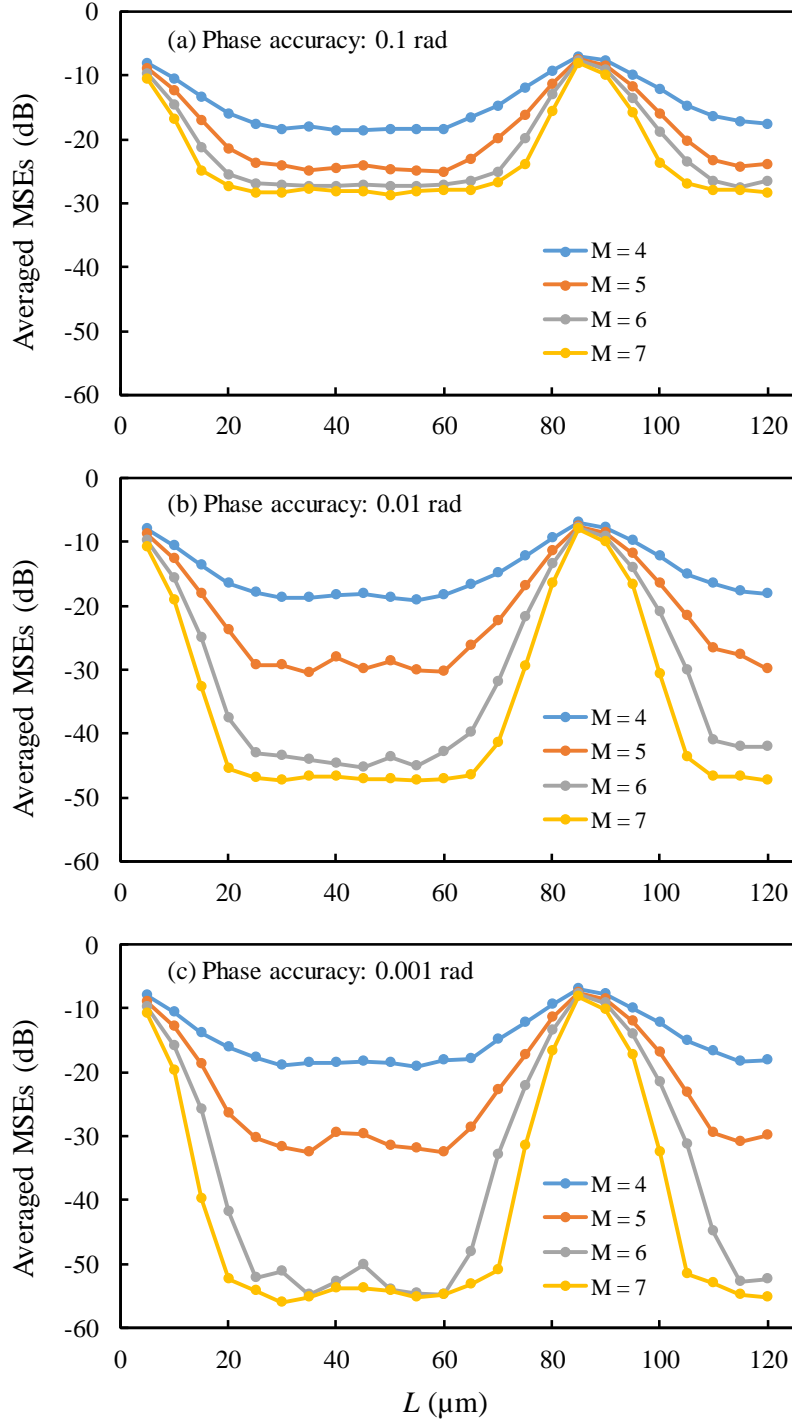 (a) Phase accuracy: 0.1 rad
Averaged MSEs (dB)
0
-10
-20
-30
-40
-50
-60
M = 4
M = 5
M = 6
M = 7
0 20 40 60 80 100 120
(b) Phase accuracy: 0.01 rad
Averaged MSEs (dB)
0
-10
-20
-30
-40
-50
-60
M = 4
M = 5
M = 6
M = 7
0 20 40 60 80 100 120
(c) Phase accuracy: 0.001 rad
Averaged MSEs (dB)
0
-10
-20
-30
-40
-50
-60
M = 4
M = 5
M = 6
M = 7
0 20 40 60 80 100 120
L (μm)